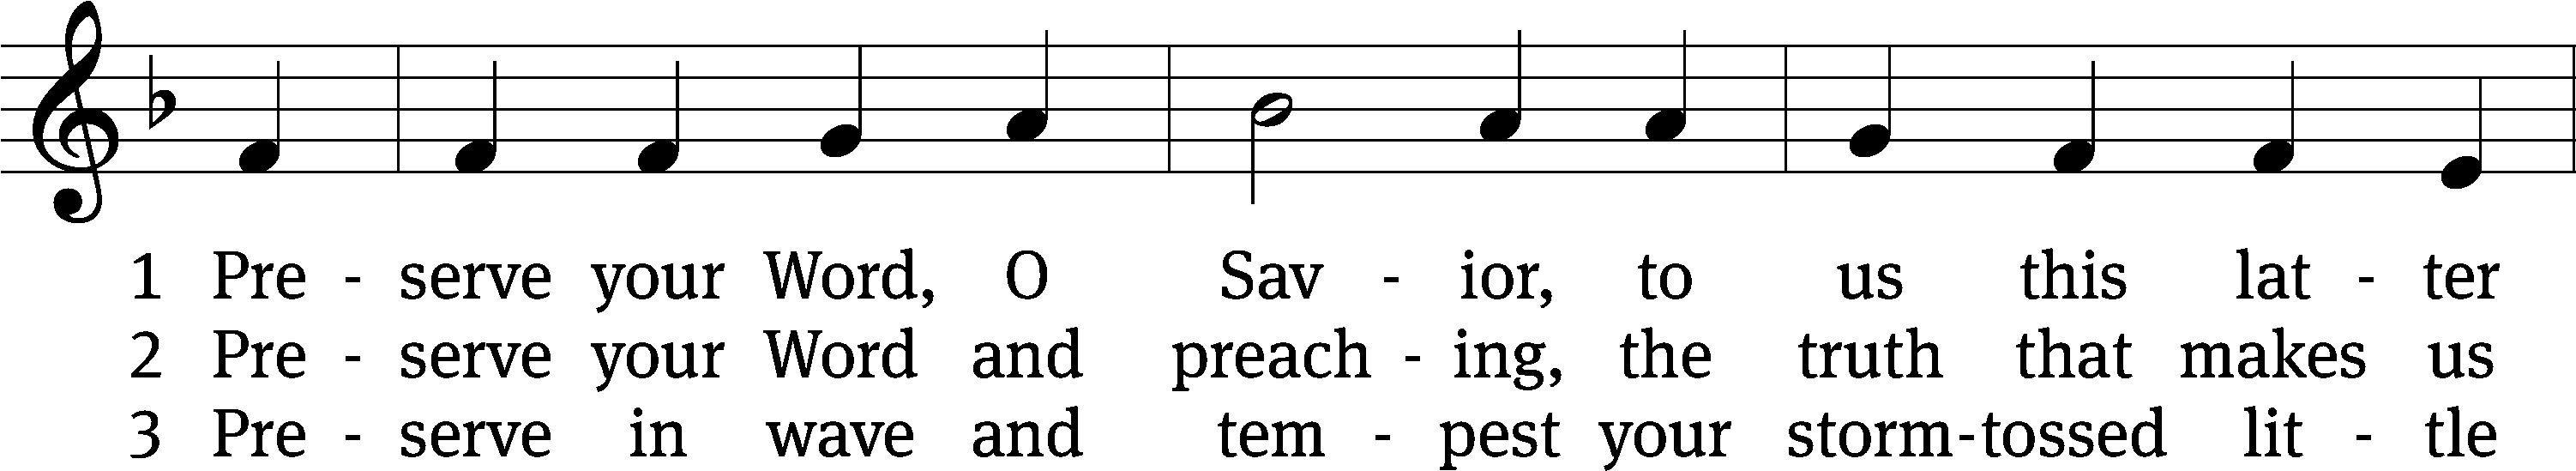 1 Pre - serve your Word, O Sav - ior, to us this lat - ter
2 Pre - serve your Word and preach - ing, the truth that makes us
3 Pre - serve in wave and tem - pest your storm-tossed lit - tle